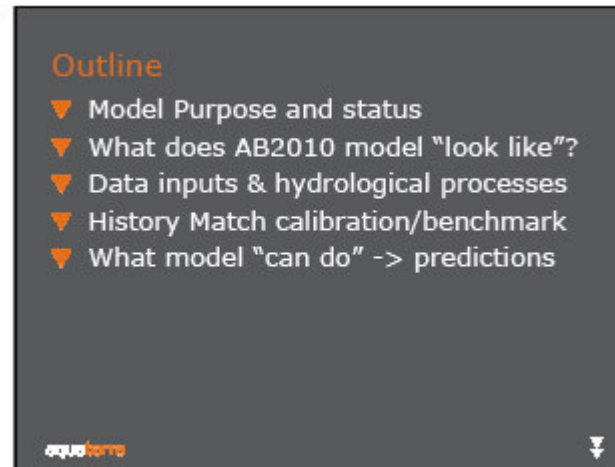 Outline
Model Purpose and status
What does AB2010 model “look like”?
Data inputs & hydrological processes
History Match calibration/benchmark
What model “can do” -> predictions
aquaterra